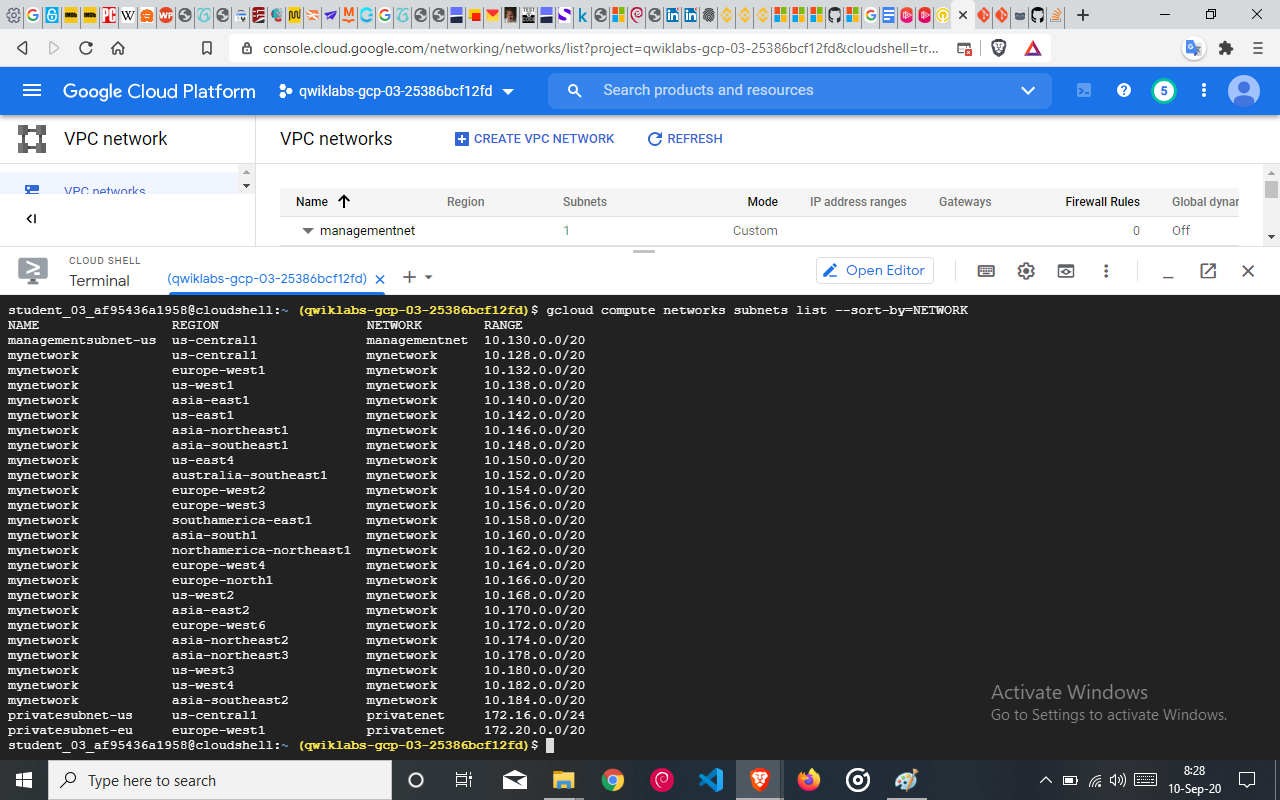 console.cloud.google.com/networking/networks/list?project=qwiklabs-gcp-03-25386bcf12fd&cloudshell=tr...
Google Cloud Platform
qwiklabs-gcp-03-25386bcf12fd
Search products and resources
5
VPC network
VPC networks
CREATE VPC NETWORK
REFRESH
VPC networks
Name Region Subnets Mode IP address ranges Gateways Firewall Rules Global dynar
managementnet 1 Custom 0 Off
CLOUD SHELL
Terminal
(qwiklabs-gcp-03-25386bcf12fd)
Open Editor
student_03_af95436a1958@cloudshell:~ (qwiklabs-gcp-03-25386bcf12fd)$ gcloud compute networks subnets list --sort-by=NETWORK
NAME REGION NETWORK RANGE
managementsubnet-us us-central1 managementnet 10.130.0.0/20
mynetwork us-central1 mynetwork 10.128.0.0/20
mynetwork europe-west1 mynetwork 10.132.0.0/20
mynetwork us-west1 mynetwork 10.138.0.0/20
mynetwork asia-east1 mynetwork 10.140.0.0/20
mynetwork us-east1 mynetwork 10.142.0.0/20
mynetwork asia-northeast1 mynetwork 10.146.0.0/20
mynetwork asia-southeast1 mynetwork 10.148.0.0/20
mynetwork us-east4 mynetwork 10.150.0.0/20
mynetwork australia-southeast1 mynetwork 10.152.0.0/20
mynetwork europe-west2 mynetwork 10.154.0.0/20
mynetwork europe-west3 mynetwork 10.156.0.0/20
mynetwork southamerica-east1 mynetwork 10.158.0.0/20
mynetwork asia-south1 mynetwork 10.160.0.0/20
mynetwork northamerica-northeast1 mynetwork 10.162.0.0/20
mynetwork europe-west4 mynetwork 10.164.0.0/20
mynetwork europe-north1 mynetwork 10.166.0.0/20
mynetwork us-west2 mynetwork 10.168.0.0/20
mynetwork asia-east2 mynetwork 10.170.0.0/20
mynetwork europe-west6 mynetwork 10.172.0.0/20
mynetwork asia-northeast2 mynetwork 10.174.0.0/20
mynetwork asia-northeast3 mynetwork 10.178.0.0/20
mynetwork us-west3 mynetwork 10.180.0.0/20
mynetwork us-west4 mynetwork 10.182.0.0/20
mynetwork asia-southeast2 mynetwork 10.184.0.0/20
privatesubnet-us us-central1 privatenet 172.16.0.0/24
privatesubnet-eu europe-west1 privatenet 172.20.0.0/20
student_03_af95436a1958@cloudshell:~ (qwiklabs-gcp-03-25386bcf12fd)$
Activate Windows
Go to Settings to activate Windows.
Type here to search
8:28
10-Sep-20